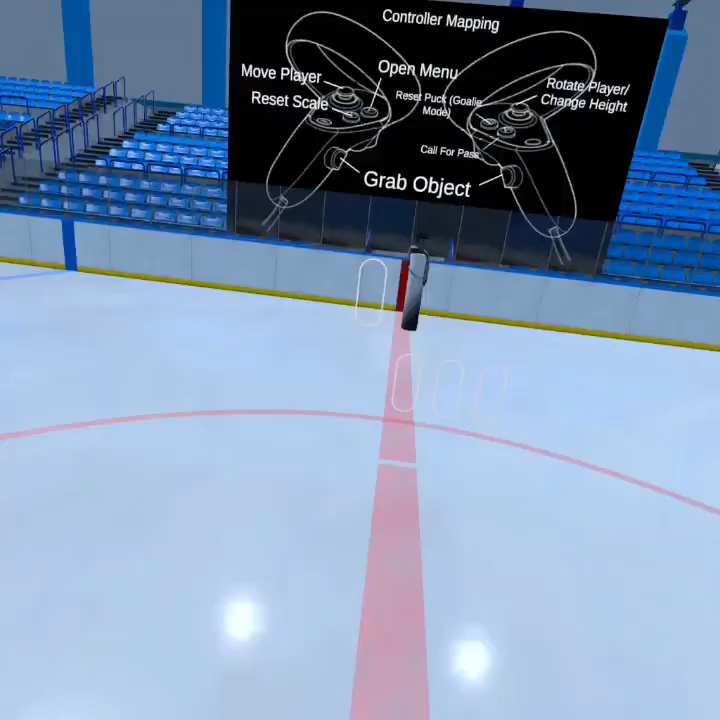 Controller Mapping
Move Player
Open Menu
Reset Scale
Reset Puck (Goalie
Mode)
Rotate Player/
Change Height
Call For Pass
Grab Object